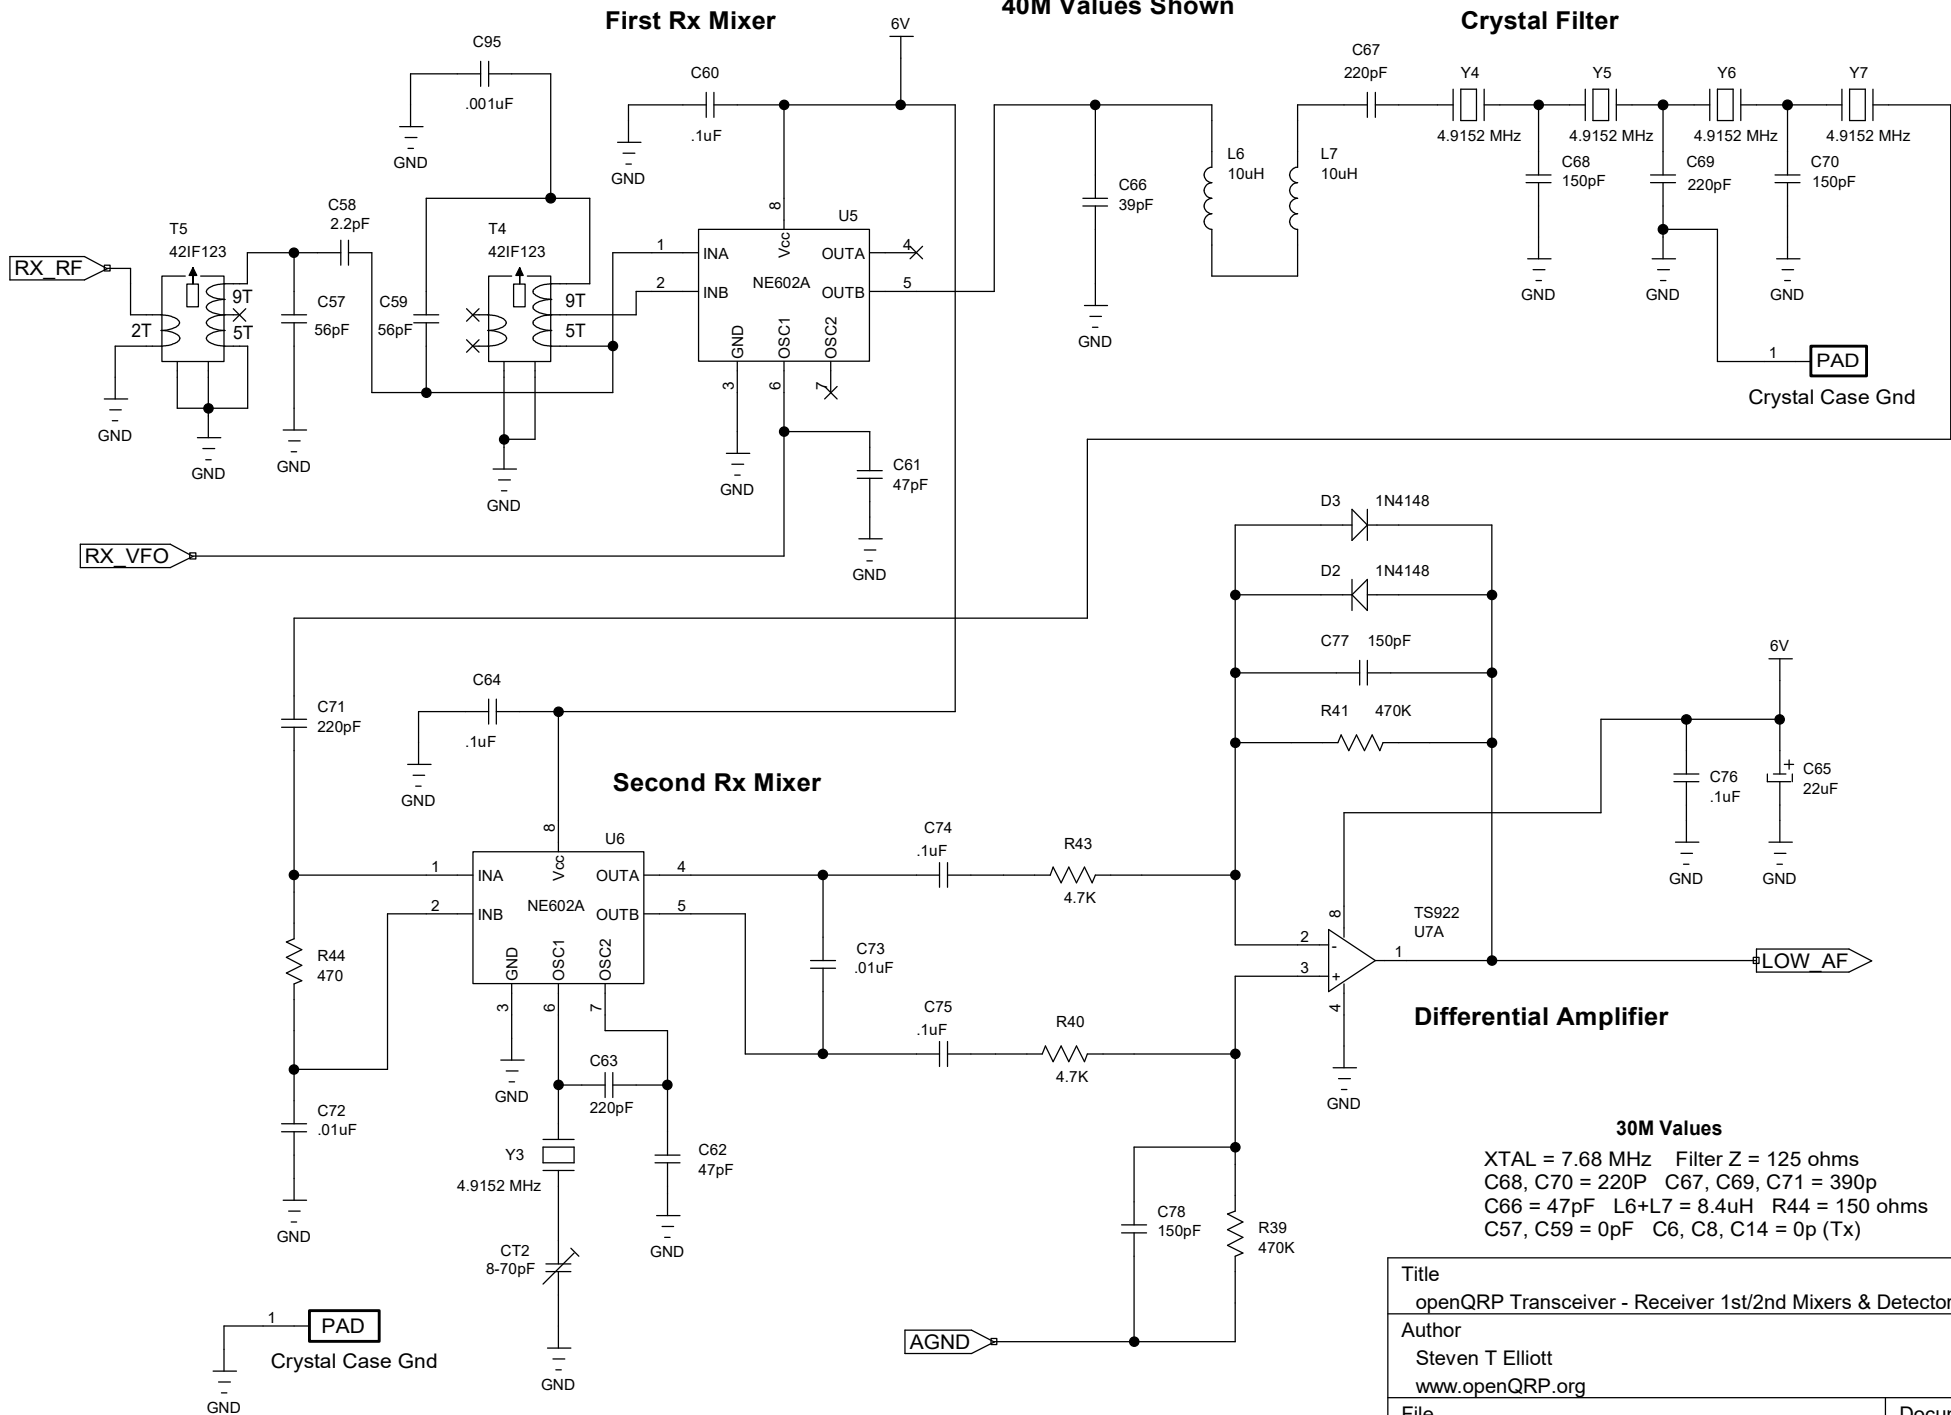 First Rx Mixer
40M Values Shown
Crystal Filter
6V
C95
.001uF
GND
C60
.1uF
GND
C67
220pF
Y4
4.9152 MHz
Y5
4.9152 MHz
Y6
4.9152 MHz
Y7
4.9152 MHz
C68
150pF
GND
C69
220pF
GND
C70
150pF
GND
L6
10uH
L7
10uH
C66
39pF
GND
1
PAD
Crystal Case Gnd
RX_RF
T5
42IF123
2T
9T
5T
GND
GND
C58
2.2pF
C57
56pF
GND
C59
56pF
T4
42IF123
9T
5T
GND
U5
NE602A
1
INA
2
INB
8
Vcc
OUTA
4
OUTB
5
GND
3
OSC1
6
OSC2
7
GND
C61
47pF
GND
RX_VFO
D3 1N4148
D2 1N4148
C77 150pF
R41 470K
6V
C76
.1uF
GND
C65
+
22uF
GND
C71
220pF
C64
.1uF
GND
Second Rx Mixer
U6
NE602A
1
INA
2
INB
8
Vcc
OUTA
4
OUTB
5
GND
3
OSC1
6
OSC2
7
GND
R44
470
C72
.01uF
GND
C63
220pF
Y3
4.9152 MHz
C62
47pF
GND
CT2
8-70pF
GND
C74
.1uF
R43
4.7K
C73
.01uF
C75
.1uF
R40
4.7K
TS922
U7A
8
2
-
3
+
1
4
GND
LOW_AF
Differential Amplifier
C78
150pF
R39
470K
AGND
1
PAD
Crystal Case Gnd
GND
30M Values
XTAL = 7.68 MHz Filter Z = 125 ohms
C68, C70 = 220P C67, C69, C71 = 390p
C66 = 47pF L6+L7 = 8.4uH R44 = 150 ohms
C57, C59 = 0pF C6, C8, C14 = 0p (Tx)
Title
openQRP Transceiver - Receiver 1st/2nd Mixers & Detector
Author
Steven T Elliott
www.openQRP.org
File